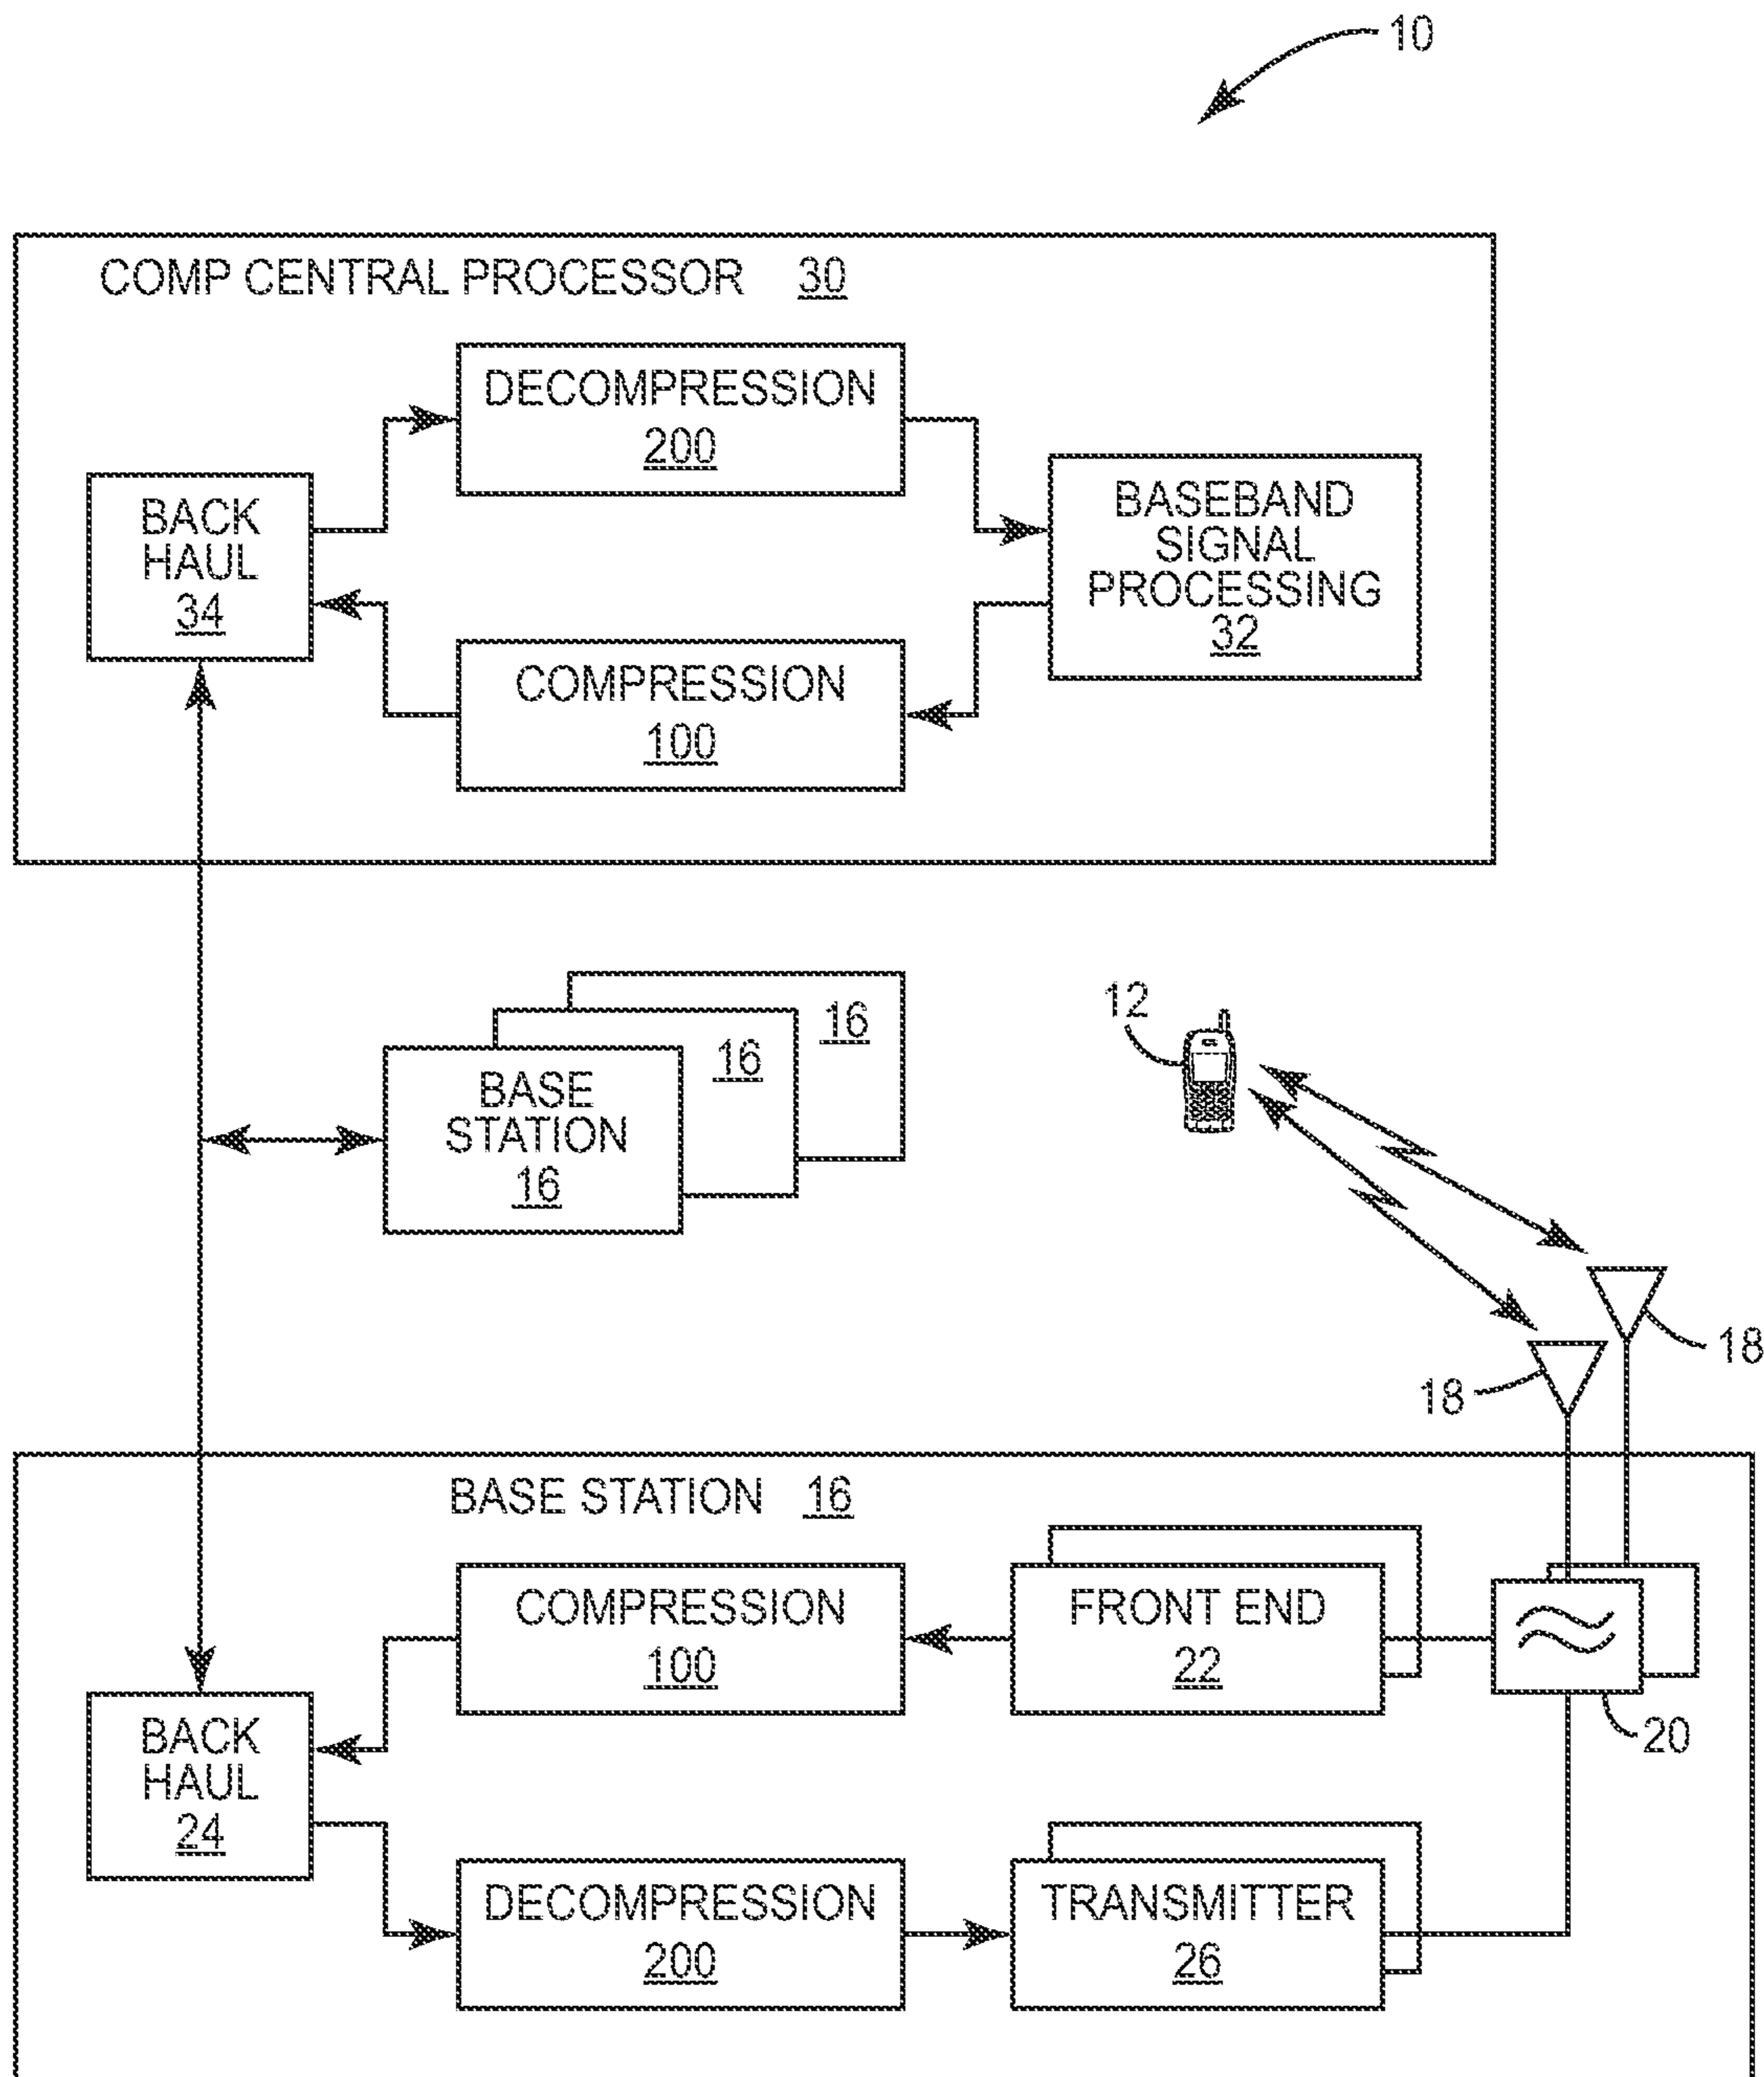 10
COMP CENTRAL PROCESSOR 30
DECOMPRESSION
200
BACK
HAUL
34
BASEBAND
SIGNAL
PROCESSING
32
COMPRESSION
100
16
16
BASE
STATION
16
12
18
18
BASE STATION 16
COMPRESSION
100
FRONT END
22
20
BACK
HAUL
24
DECOMPRESSION
200
TRANSMITTER
26